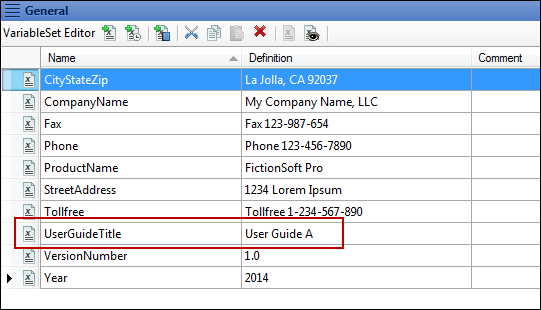 General
VariableSet Editor
Name Definition Comment
CityStateZip La Jolla, CA 92037
CompanyName My Company Name, LLC
Fax Fax 123-987-654
Phone Phone 123-456-7890
ProductName FictionSoft Pro
StreetAddress 1234 Lorem Ipsum
Tollfree Tollfree 1-234-567-890
UserGuideTitle User Guide A
VersionNumber 1.0
Year 2014